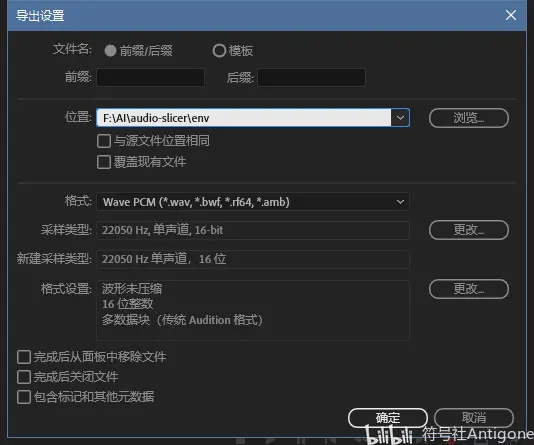 导出设置
文件名: 前缀/后缀 模板
前缀: 后缀:
位置: F:\AI\audio-slicer\env 浏览...
与源文件位置相同
覆盖现有文件
格式: Wave PCM (*.wav, *.bwf, *.rf64, *.amb)
采样类型: 22050 Hz, 单声道, 16-bit 更改...
新建采样类型: 22050 Hz 单声道，16 位
格式设置: 波形未压缩 更改...
16 位整数
多数据块（传统 Audition 格式）
完成后从面板中移除文件
完成后关闭文件
包含标记和其他元数据
确定 取消
bilibili 符号社Antigone